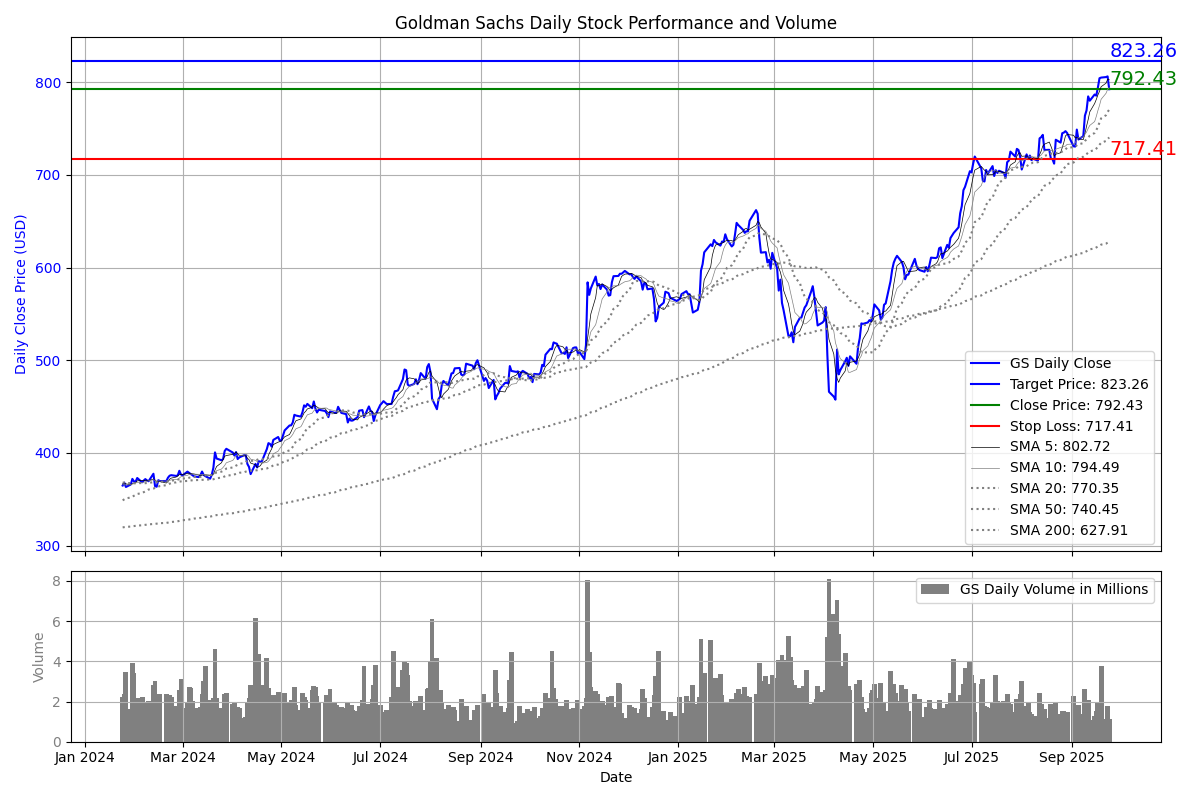 Goldman Sachs Daily Stock Performance and Volume
823.26
792.43
717.41
Daily Close Price (USD)
800
700
600
500
400
300
GS Daily Close
Target Price: 823.26
Close Price: 792.43
Stop Loss: 717.41
SMA 5: 802.72
SMA 10: 794.49
SMA 20: 770.35
SMA 50: 740.45
SMA 200: 627.91
Volume
8
6
4
2
0
GS Daily Volume in Millions
Jan 2024 Mar 2024 May 2024 Jul 2024 Sep 2024 Nov 2024 Jan 2025 Mar 2025 May 2025 Jul 2025 Sep 2025
Date